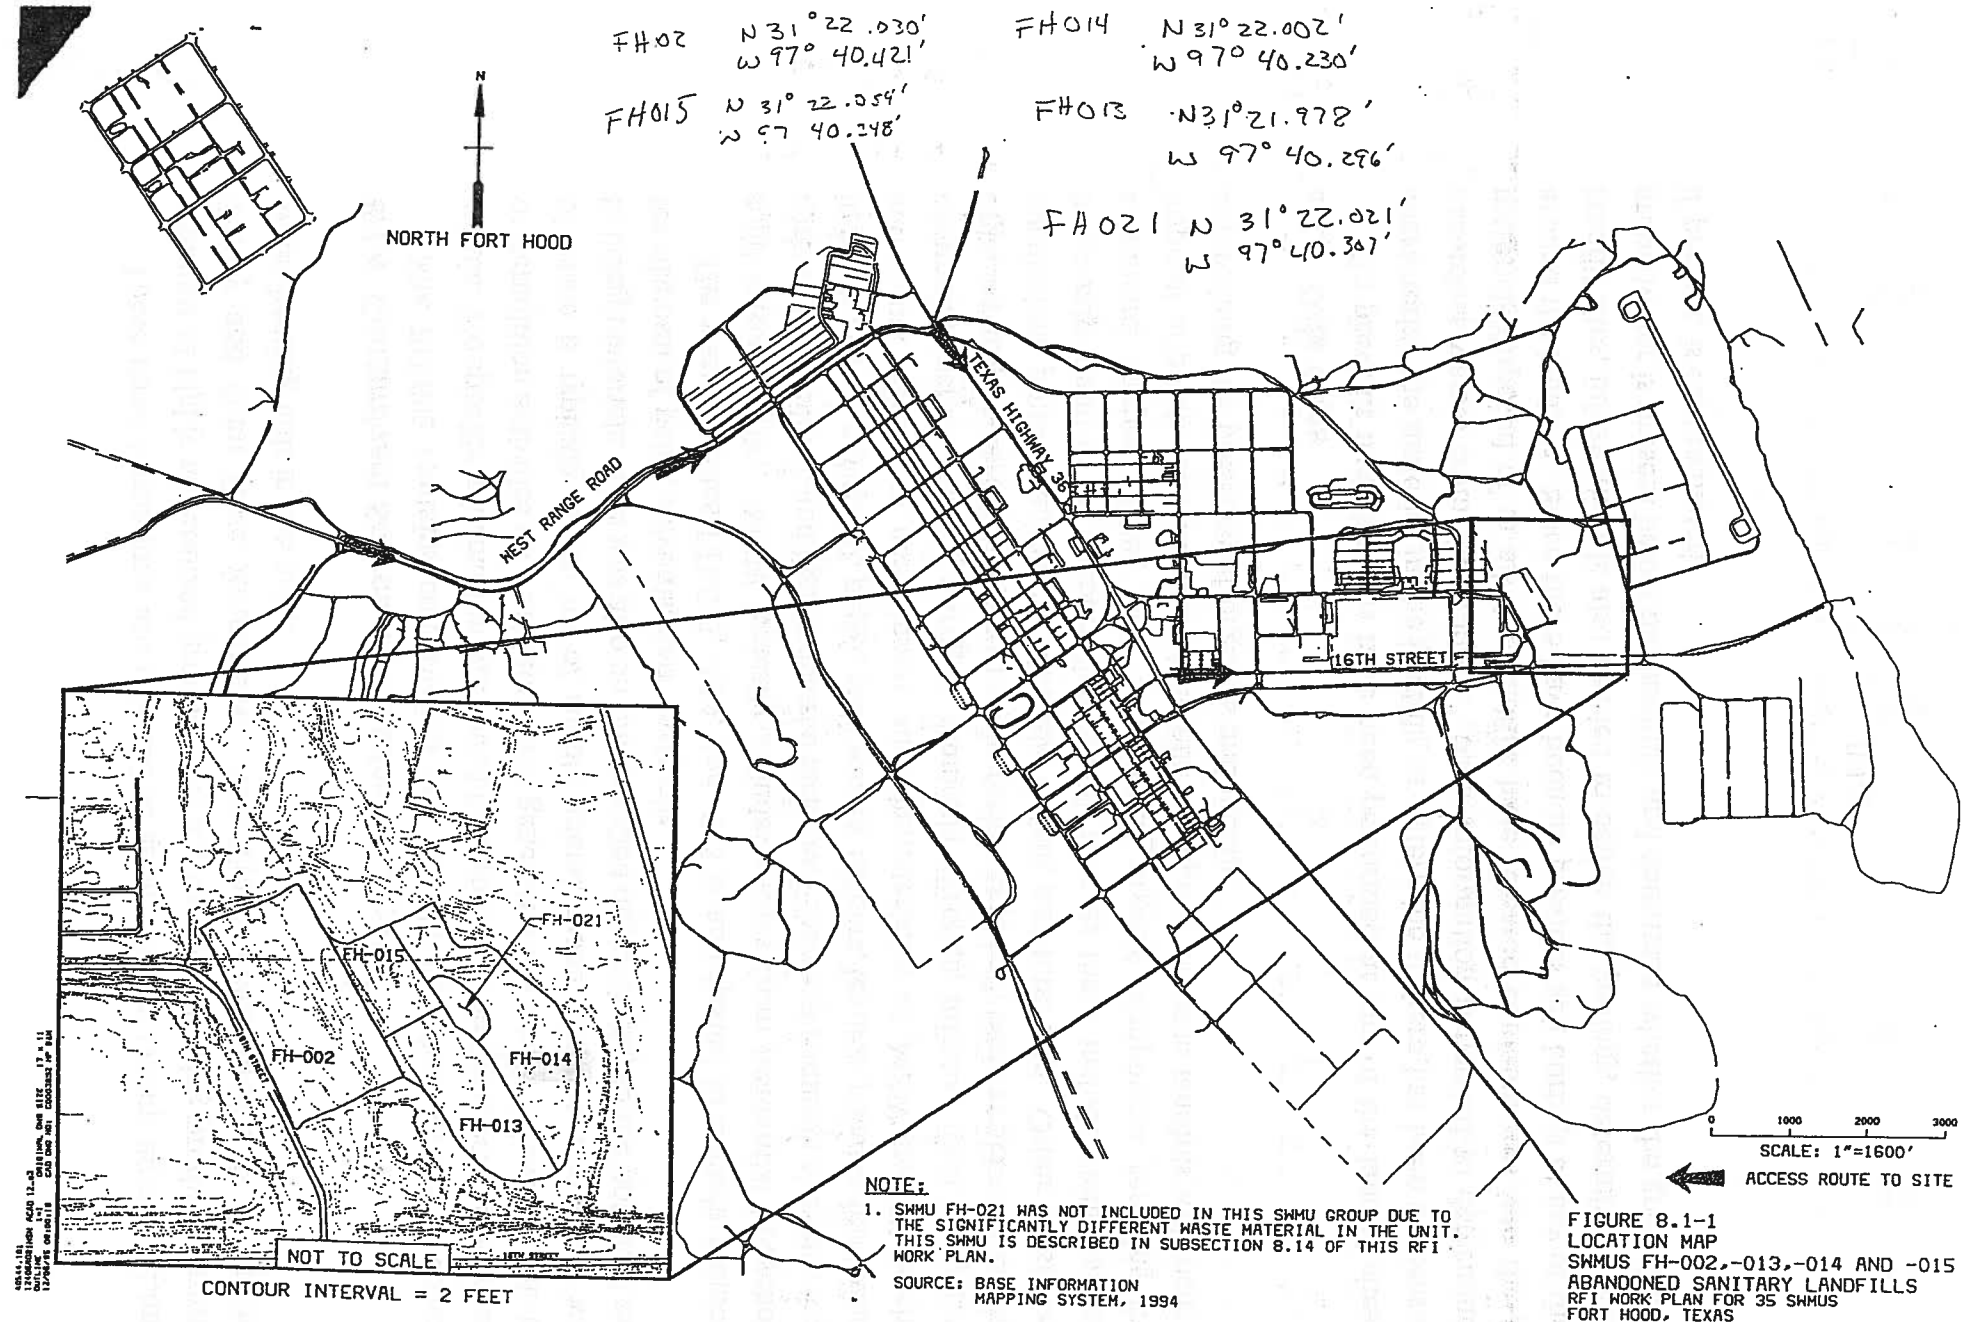 FH02 N 31° 22.030'
W 97° 40.421'
FH014 N 31° 22.002'
W 97° 40.230'
FH015 N 31° 22.054'
W 97 40.248'
FH013 N 31° 21.978'
W 97° 40.296'
FH021 N 31° 22.021'
W 97° 40.307'
N
NORTH FORT HOOD
TEXAS HIGHWAY 36
WEST RANGE ROAD
16TH STREET
FH-021
FH-015
FH-002
FH-014
FH-013
16TH STREET
16TH STREET
NOT TO SCALE
CONTOUR INTERVAL = 2 FEET
NOTE:
1. SWMU FH-021 WAS NOT INCLUDED IN THIS SWMU GROUP DUE TO
THE SIGNIFICANTLY DIFFERENT WASTE MATERIAL IN THE UNIT.
THIS SWMU IS DESCRIBED IN SUBSECTION 8.14 OF THIS RFI
WORK PLAN.
SOURCE: BASE INFORMATION
MAPPING SYSTEM, 1994
0 1000 2000 3000
SCALE: 1"=1600'
ACCESS ROUTE TO SITE
FIGURE 8.1-1
LOCATION MAP
SWMUS FH-002,-013,-014 AND -015
ABANDONED SANITARY LANDFILLS
RFI WORK PLAN FOR 35 SWMUS
FORT HOOD, TEXAS